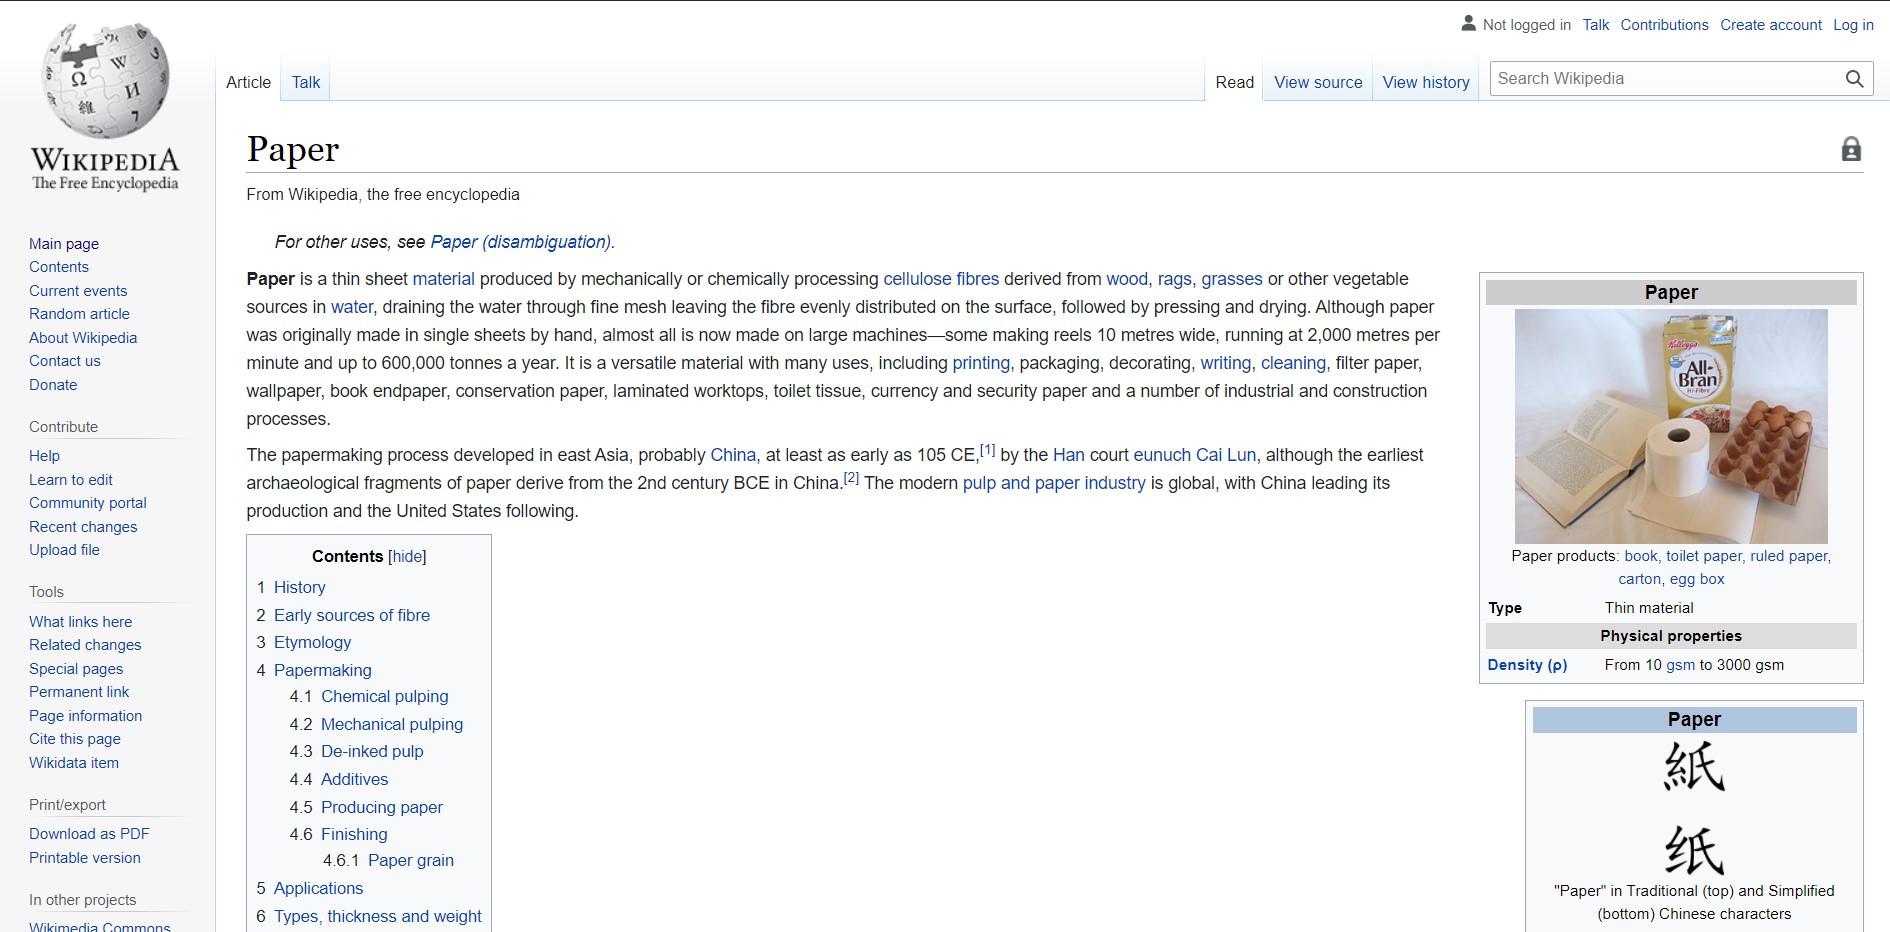 WIKIPEDIA
The Free Encyclopedia
Main page
Contents
Current events
Random article
About Wikipedia
Contact us
Donate
Contribute
Help
Learn to edit
Community portal
Recent changes
Upload file
Tools
What links here
Related changes
Special pages
Permanent link
Page information
Cite this page
Wikidata item
Print/export
Download as PDF
Printable version
In other projects
Wikimedia Commons
Not logged in Talk Contributions Create account Log in
Article Talk Read View source View history Search Wikipedia
Paper
From Wikipedia, the free encyclopedia
For other uses, see Paper (disambiguation).
Paper is a thin sheet material produced by mechanically or chemically processing cellulose fibres derived from wood, rags, grasses or other vegetable
sources in water, draining the water through fine mesh leaving the fibre evenly distributed on the surface, followed by pressing and drying. Although paper
was originally made in single sheets by hand, almost all is now made on large machines—some making reels 10 metres wide, running at 2,000 metres per
minute and up to 600,000 tonnes a year. It is a versatile material with many uses, including printing, packaging, decorating, writing, cleaning, filter paper,
wallpaper, book endpaper, conservation paper, laminated worktops, toilet tissue, currency and security paper and a number of industrial and construction
processes.
The papermaking process developed in east Asia, probably China, at least as early as 105 CE,[1] by the Han court eunuch Cai Lun, although the earliest
archaeological fragments of paper derive from the 2nd century BCE in China.[2] The modern pulp and paper industry is global, with China leading its
production and the United States following.
Contents [hide]
1 History
2 Early sources of fibre
3 Etymology
4 Papermaking
4.1 Chemical pulping
4.2 Mechanical pulping
4.3 De-inked pulp
4.4 Additives
4.5 Producing paper
4.6 Finishing
4.6.1 Paper grain
5 Applications
6 Types, thickness and weight
Paper
Kellogg's
All-
Bran
Hi-Fibre
Paper products: book, toilet paper, ruled paper,
carton, egg box
Type Thin material
Physical properties
Density (ρ) From 10 gsm to 3000 gsm
Paper
紙
纸
"Paper" in Traditional (top) and Simplified
(bottom) Chinese characters